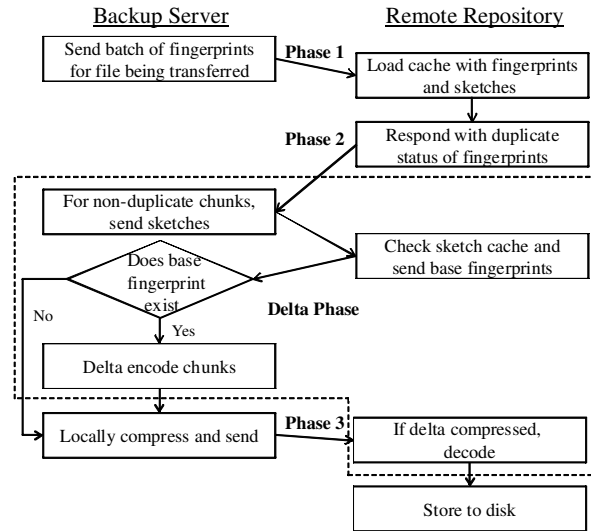 Backup Server
Remote Repository
Send batch of fingerprints
for file being transferred
Phase 1
Load cache with fingerprints
and sketches
Phase 2
Respond with duplicate
status of fingerprints
For non-duplicate chunks,
send sketches
Check sketch cache and
send base fingerprints
Does base
fingerprint
exist
Delta Phase
No
Yes
Delta encode chunks
Locally compress and send
Phase 3
If delta compressed,
decode
Store to disk